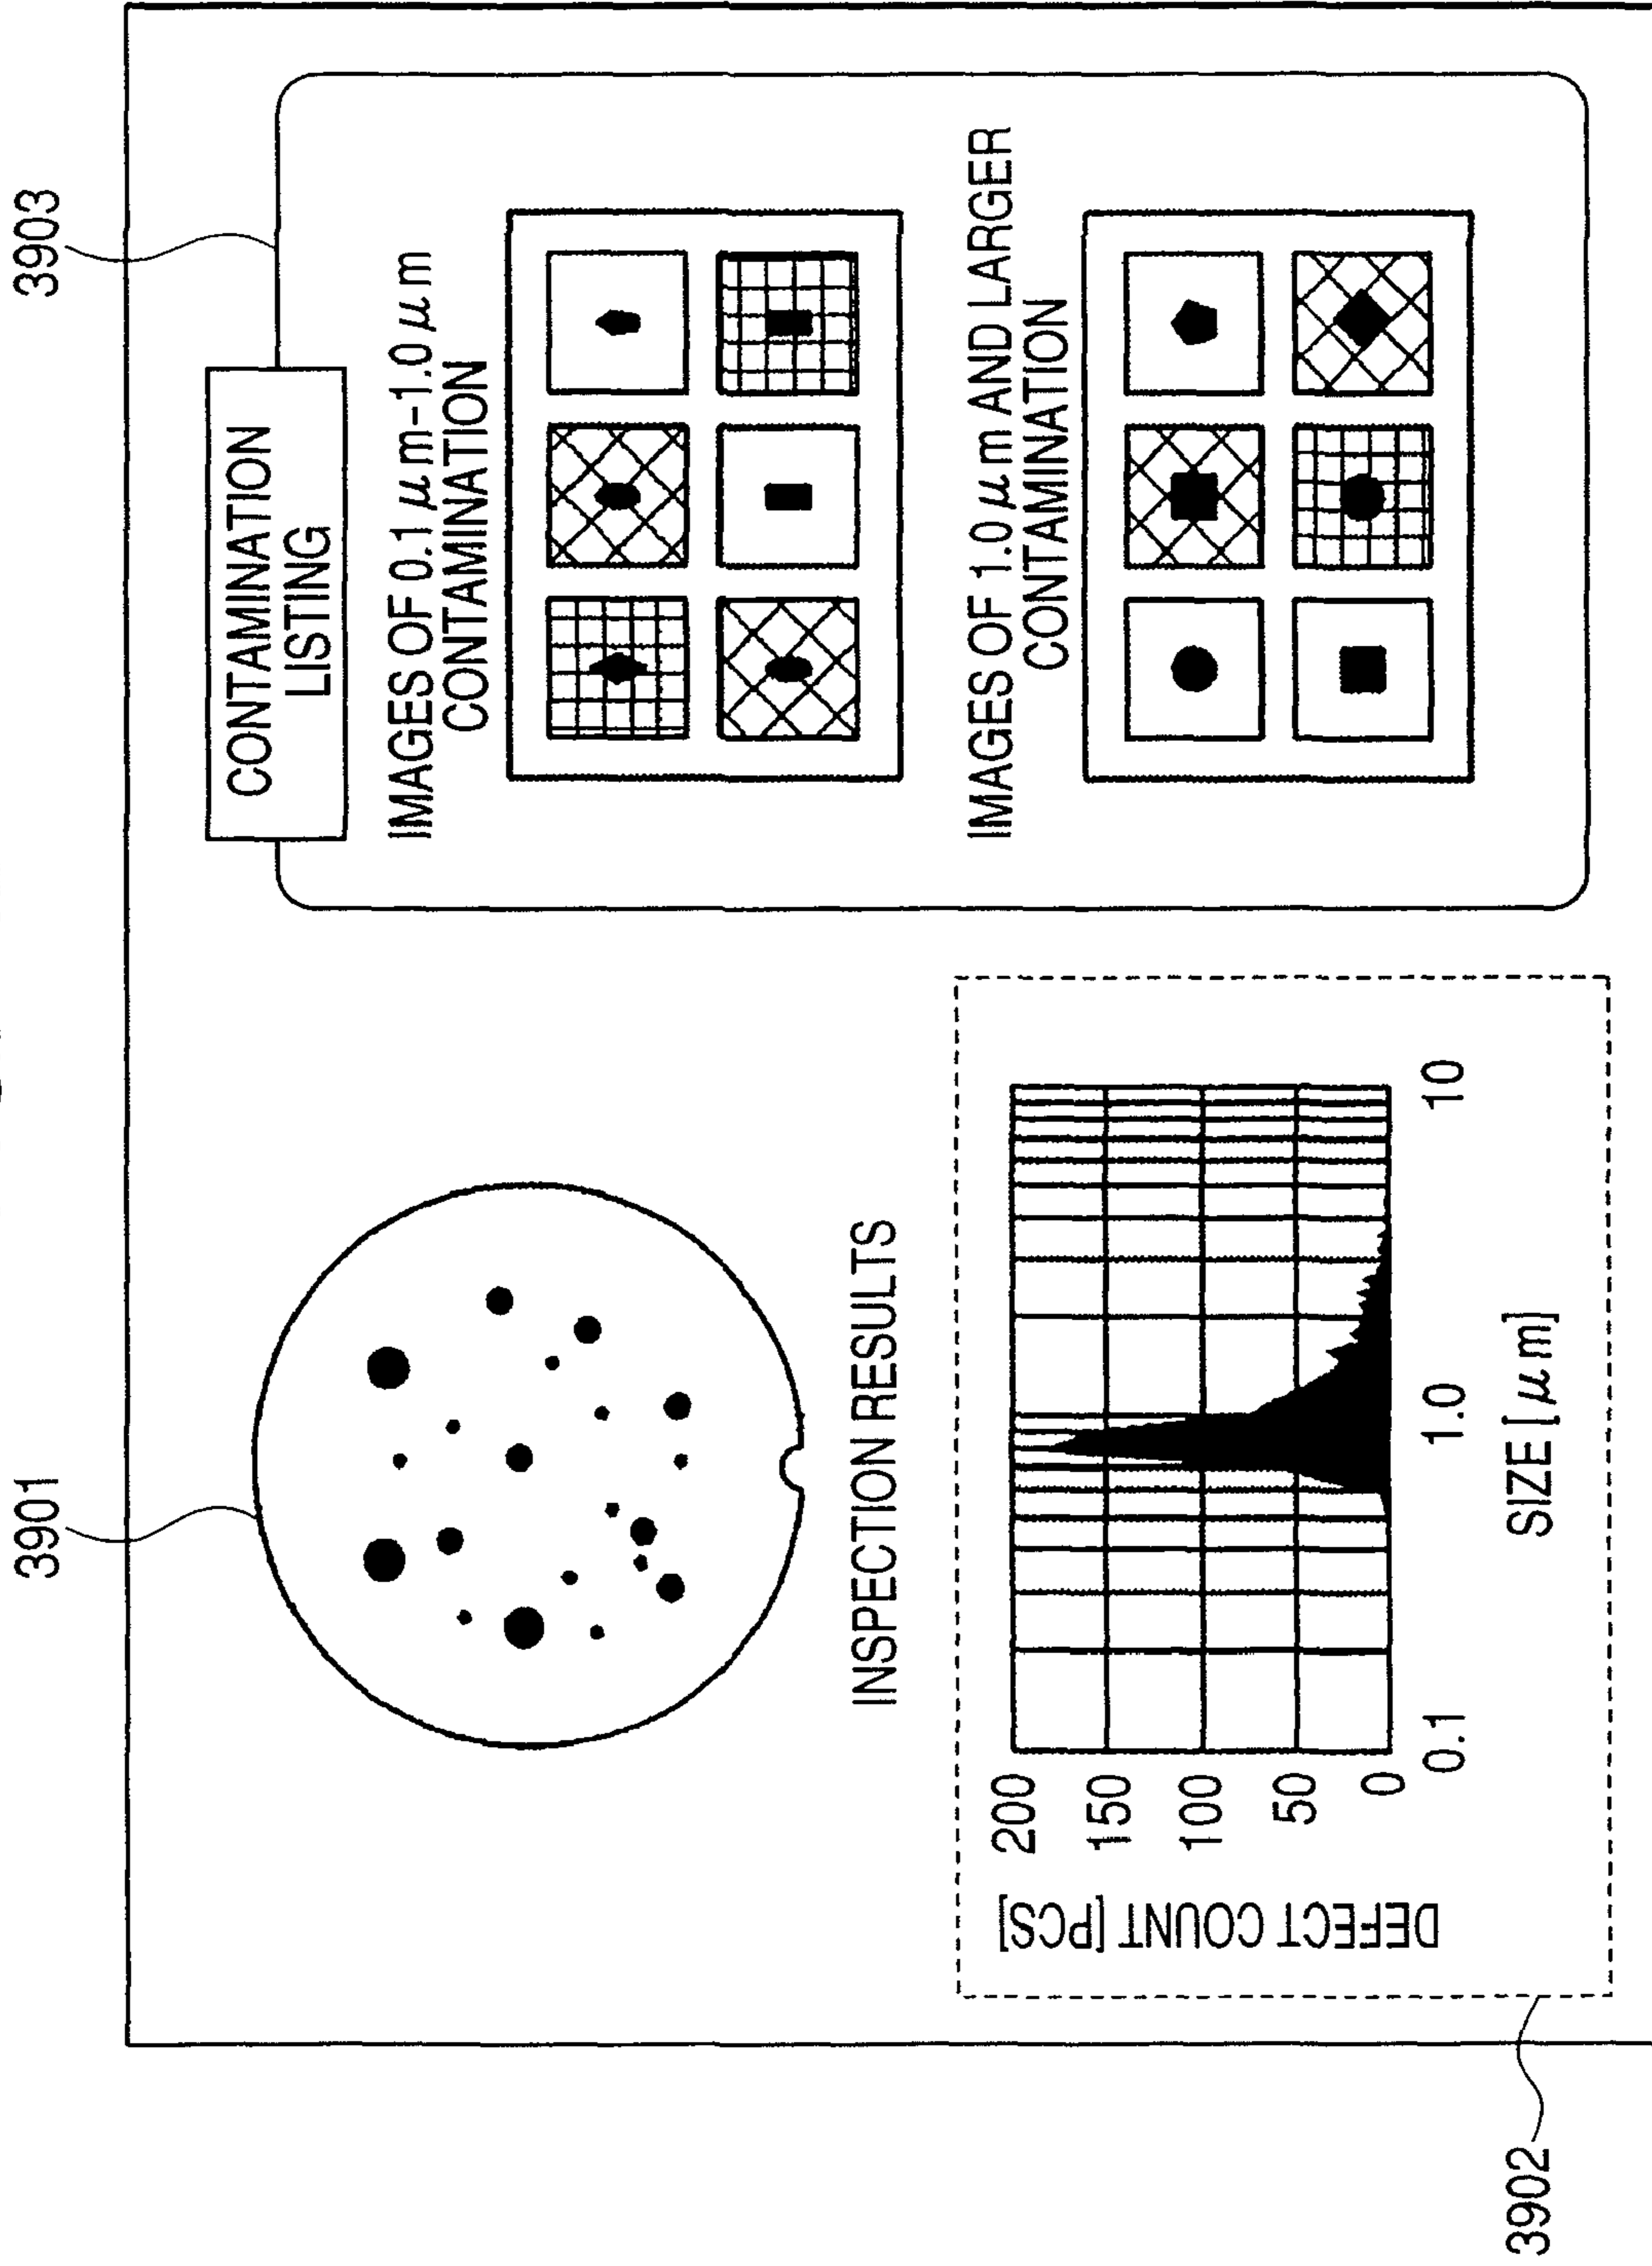 3901
3903
CONTAMINATION
LISTING
IMAGES OF 0.1 μm-1.0 μm
CONTAMINATION
IMAGES OF 1.0 μm AND LARGER
CONTAMINATION
INSPECTION RESULTS
DEFECT COUNT [PCS]
200
150
100
50
0
0.1
1.0
10
SIZE [μm]
3902